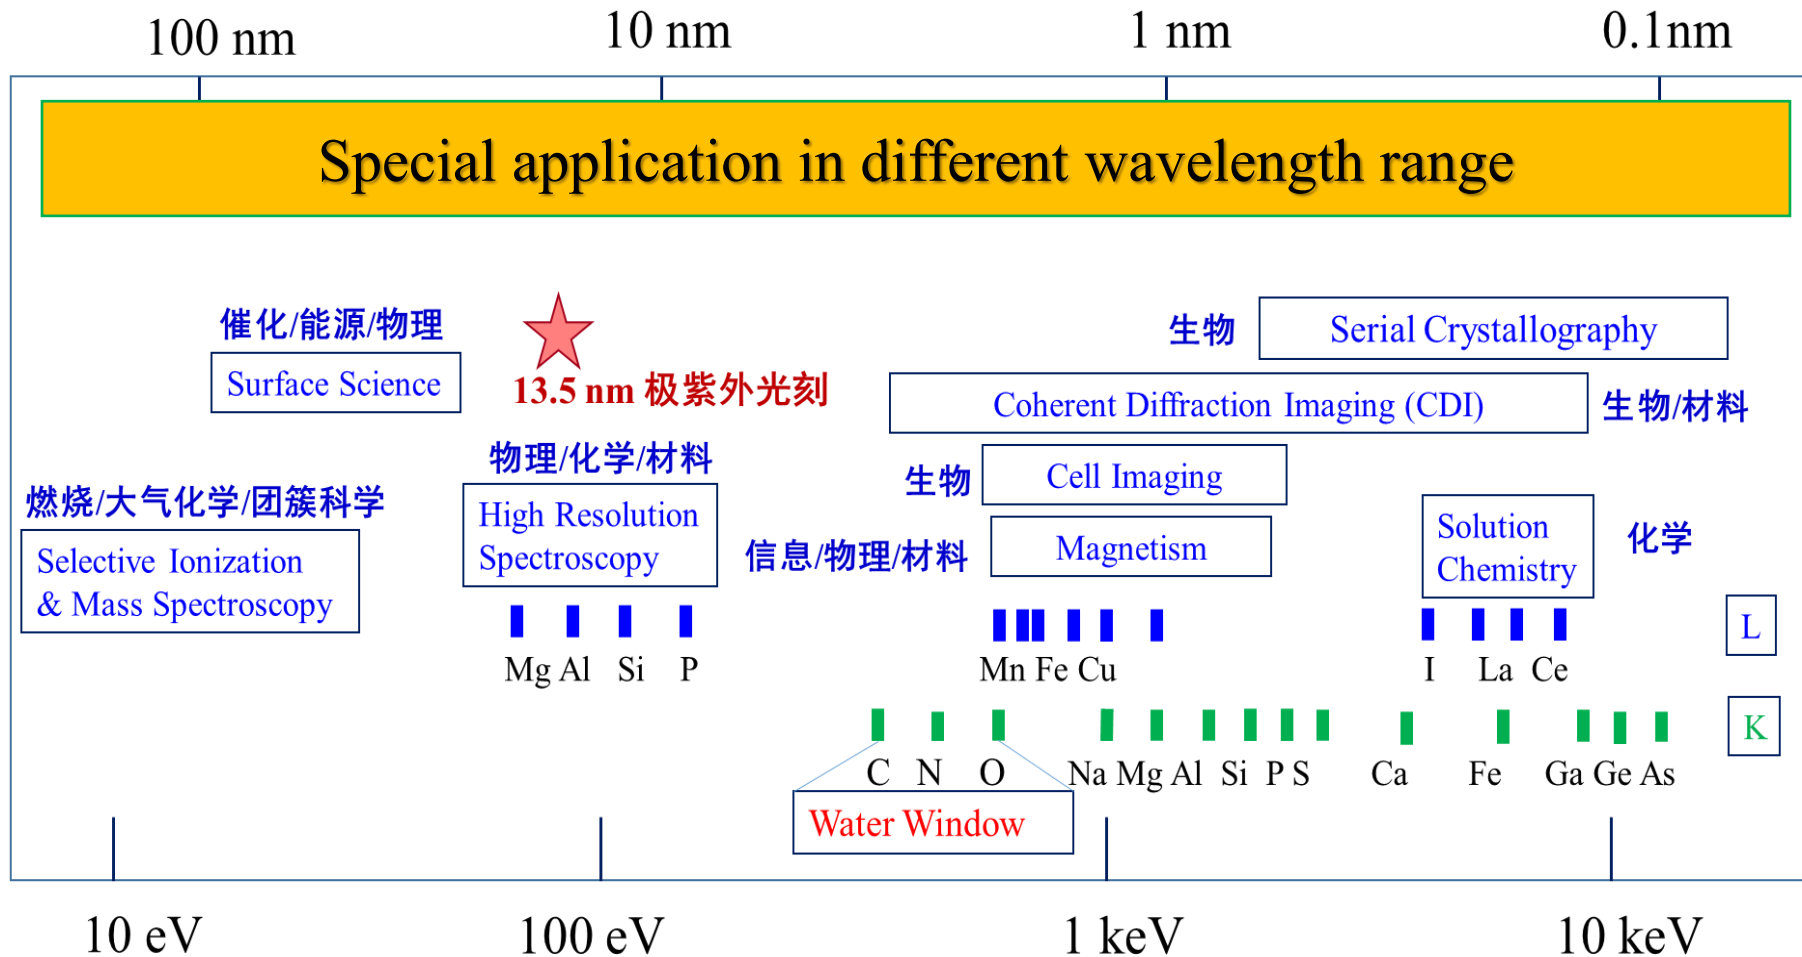 100 nm
10 nm
1 nm
0.1nm
Special application in different wavelength range
催化/能源/物理
Surface Science
13.5 nm 极紫外光刻
生物
Serial Crystallography
Coherent Diffraction Imaging (CDI)
生物/材料
物理/化学/材料
High Resolution
Spectroscopy
生物
Cell Imaging
燃烧/大气化学/团簇科学
Selective Ionization
& Mass Spectroscopy
信息/物理/材料
Magnetism
Solution
Chemistry
化学
L
Mg Al Si P
Mn Fe Cu
I La Ce
K
C N O
Na Mg Al Si P S
Ca
Fe
Ga Ge As
Water Window
10 eV
100 eV
1 keV
10 keV